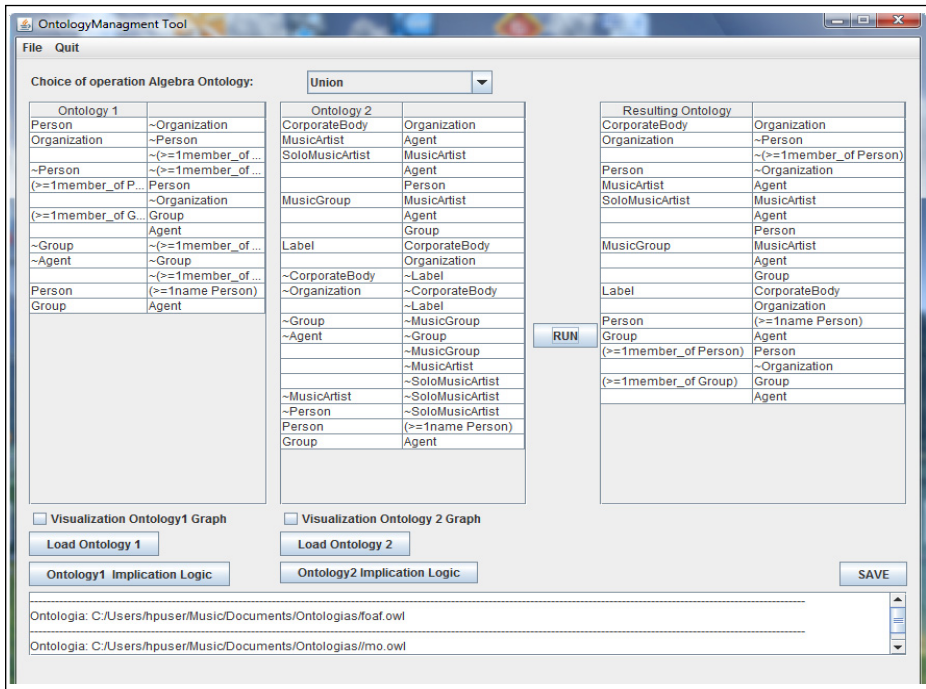 OntologyManagment Tool
File Quit
Choice of operation Algebra Ontology: Union
Ontology 1
Person ~Organization
Organization ~Person
~(>=1member_of ...
~Person ~(>=1member_of ...
(>=1member_of P... Person
~Organization
(>=1member_of G... Group
Agent
~Group ~(>=1member_of ...
~Agent ~Group
~(>=1member_of ...
Person (>=1name Person)
Group Agent
Ontology 2
CorporateBody Organization
MusicArtist Agent
SoloMusicArtist MusicArtist
Agent
Person
MusicGroup MusicArtist
Agent
Group
Label CorporateBody
Organization
~CorporateBody ~Label
~Organization ~CorporateBody
~Label
~Group ~MusicGroup
~Agent ~Group
~MusicGroup
~MusicArtist
~SoloMusicArtist
~MusicArtist ~SoloMusicArtist
~Person ~SoloMusicArtist
Person (>=1name Person)
Group Agent
RUN
Resulting Ontology
CorporateBody Organization
Organization ~Person
~(>=1member_of Person)
Person ~Organization
MusicArtist Agent
SoloMusicArtist MusicArtist
Agent
Person
MusicGroup MusicArtist
Agent
Group
Label CorporateBody
Organization
Person (>=1name Person)
Group Agent
(>=1member_of Person) Person
~Organization
(>=1member_of Group) Group
Agent
Visualization Ontology1 Graph
Visualization Ontology 2 Graph
Load Ontology 1
Load Ontology 2
Ontology1 Implication Logic
Ontology2 Implication Logic
SAVE
Ontologia: C:/Users/hpuser/Music/Documents/Ontologias/foaf.owl
Ontologia: C:/Users/hpuser/Music/Documents/Ontologias//mo.owl